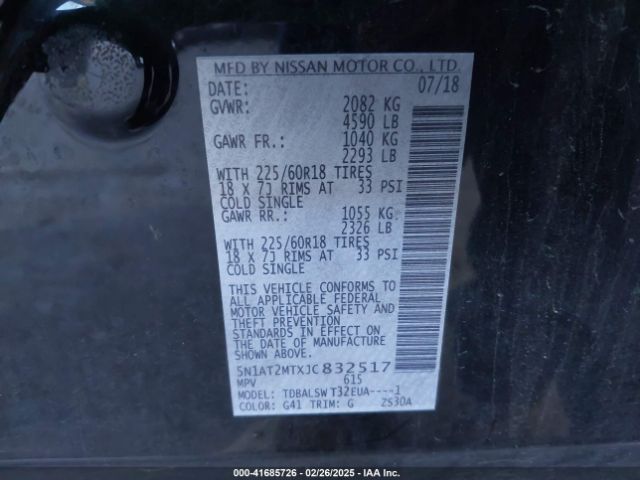 MFD BY NISSAN MOTOR CO., LTD.
DATE: 07/18
GVWR: 2082 KG
4590 LB
GAWR FR.: 1040 KG
2293 LB
WITH 225/60R18 TIRES
18 X 7J RIMS AT 33 PSI
COLD SINGLE
GAWR RR.: 1055 KG
2326 LB
WITH 225/60R18 TIRES
18 X 7J RIMS AT 33 PSI
COLD SINGLE
THIS VEHICLE CONFORMS TO
ALL APPLICABLE FEDERAL
MOTOR VEHICLE SAFETY AND
THEFT PREVENTION
STANDARDS IN EFFECT ON
THE DATE OF MANUFACTURE
SHOWN ABOVE.
5N1AT2MTXJC832517
MPV 615
MODEL: TDBALSW T32EUA----1
COLOR: G41 TRIM: G ZS30A
000-41685726 - 02/26/2025 - IAA Inc.